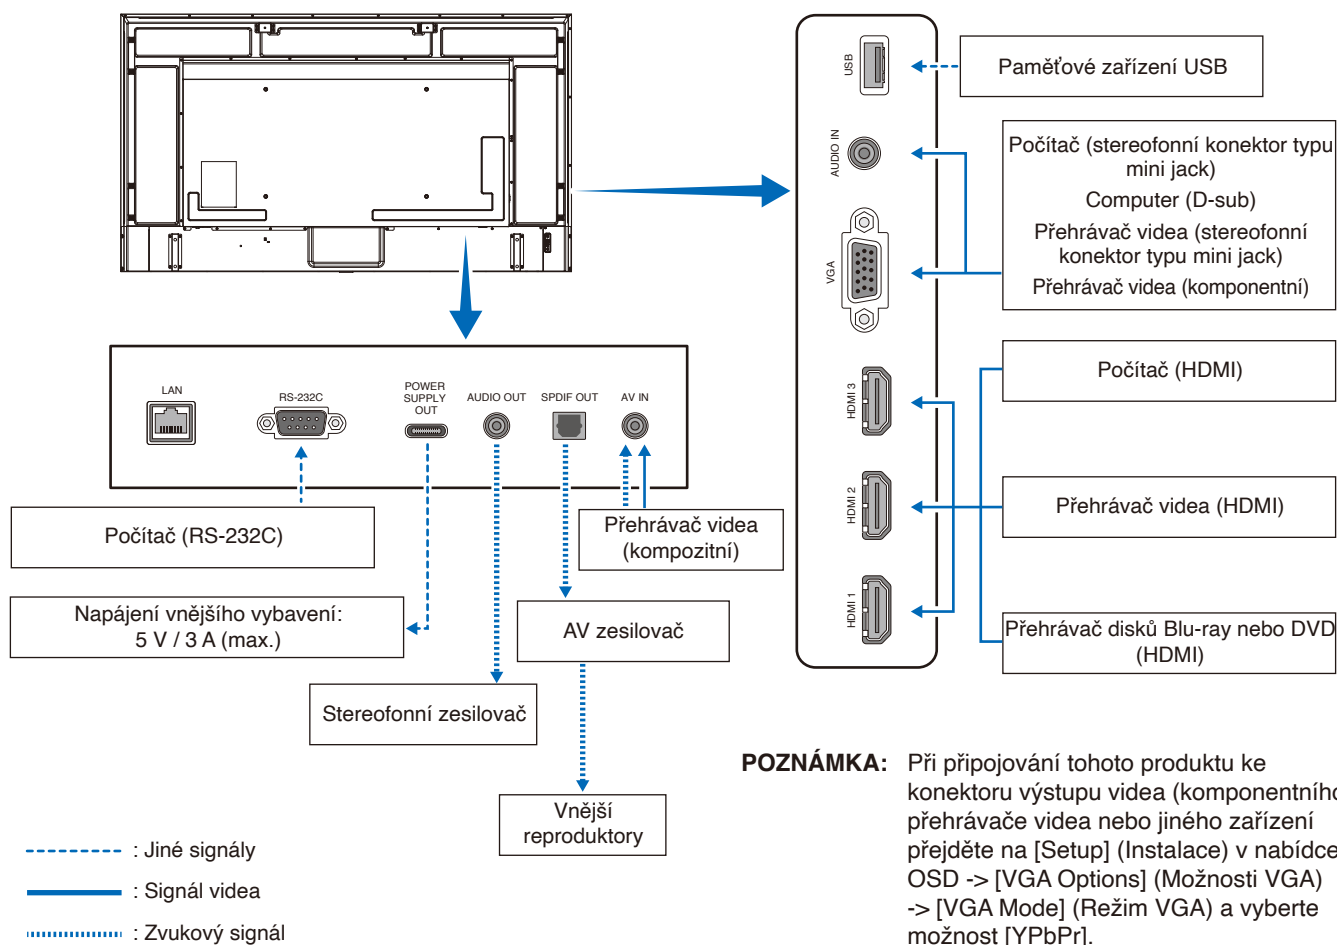 USB
Paměťové zařízení USB
AUDIO IN
Počítač (stereofonní konektor typu
mini jack)
Computer (D-sub)
Přehrávač videa (stereofonní
konektor typu mini jack)
Přehrávač videa (komponentní)
VGA
HDMI 3
Počítač (HDMI)
HDMI 2
Přehrávač videa (HDMI)
HDMI 1
Přehrávač disků Blu-ray nebo DVD
(HDMI)
LAN
RS-232C
POWER
SUPPLY
OUT
AUDIO OUT
SPDIF OUT
AV IN
Počítač (RS-232C)
Přehrávač videa
(kompozitní)
Napájení vnějšího vybavení:
5 V / 3 A (max.)
AV zesilovač
Stereofonní zesilovač
Vnější
reproduktory
: Jiné signály
: Signál videa
: Zvukový signál
POZNÁMKA: Při připojování tohoto produktu ke
konektoru výstupu videa (komponentního
přehrávače videa nebo jiného zařízení
přejděte na [Setup] (Instalace) v nabídce
OSD -> [VGA Options] (Možnosti VGA)
-> [VGA Mode] (Režim VGA) a vyberte
možnost [YPbPr].